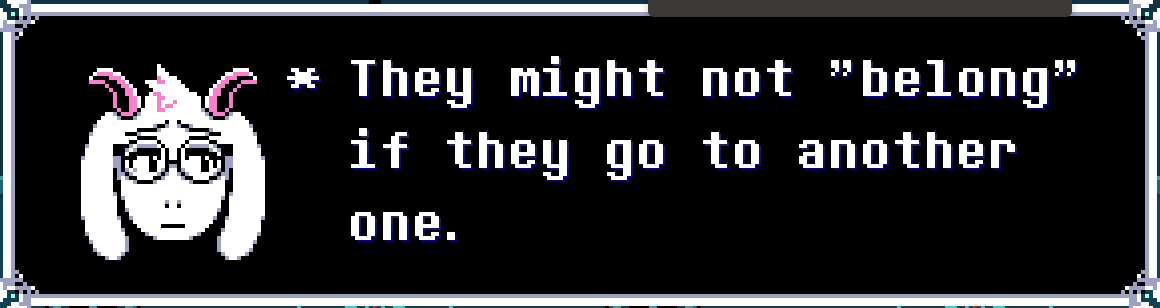 * They might not ”belong”
if they go to another
one.